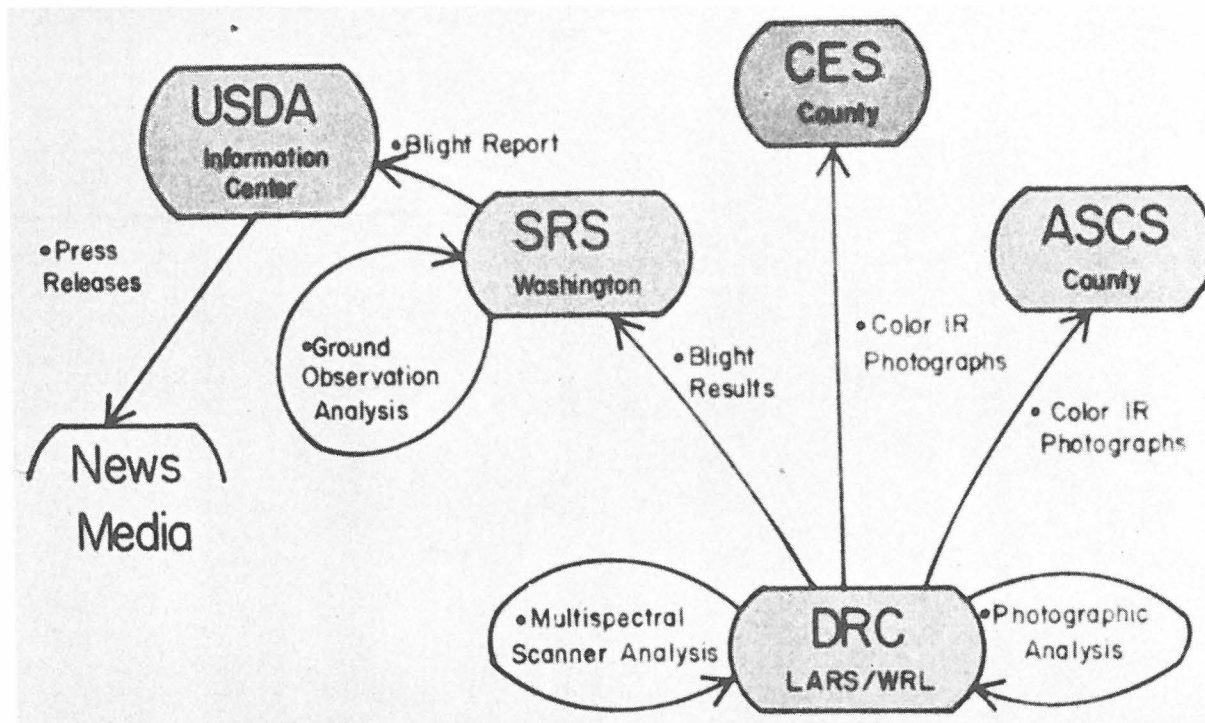 USDA
Information
Center
• Blight Report
CES
County
SRS
Washington
ASCS
County
• Press
Releases
• Ground
Observation
Analysis
• Blight
Results
• Color IR
Photographs
• Color IR
Photographs
News
Media
• Multispectral
Scanner Analysis
DRC
LARS/WRL
• Photographic
Analysis